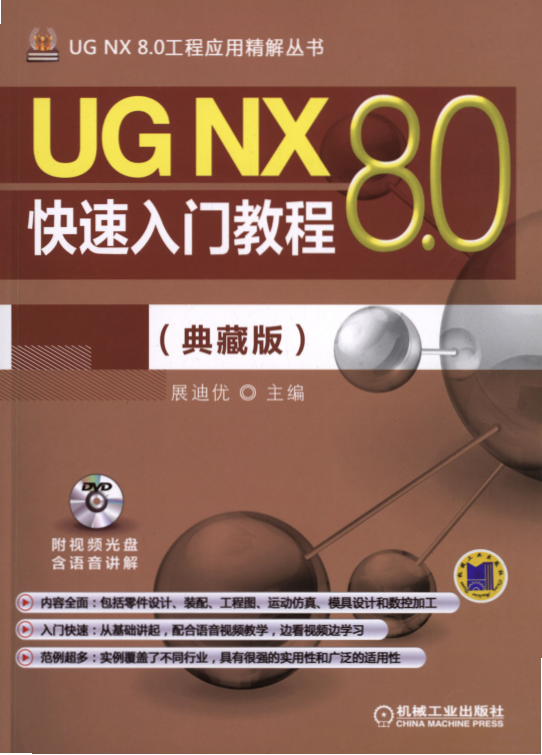 UG NX 8.0工程应用精解丛书
UG NX 8.0
快速入门教程
（典藏版）
展迪优 ◎ 主编
DVD
附视频光盘
含语音讲解
内容全面：包括零件设计、装配、工程图、运动仿真、模具设计和数控加工
入门快速：从基础讲起，配合语音视频教学，边看视频边学习
范例超多：实例覆盖了不同行业，具有很强的实用性和广泛的适用性
机械工业出版社
CHINA MACHINE PRESS